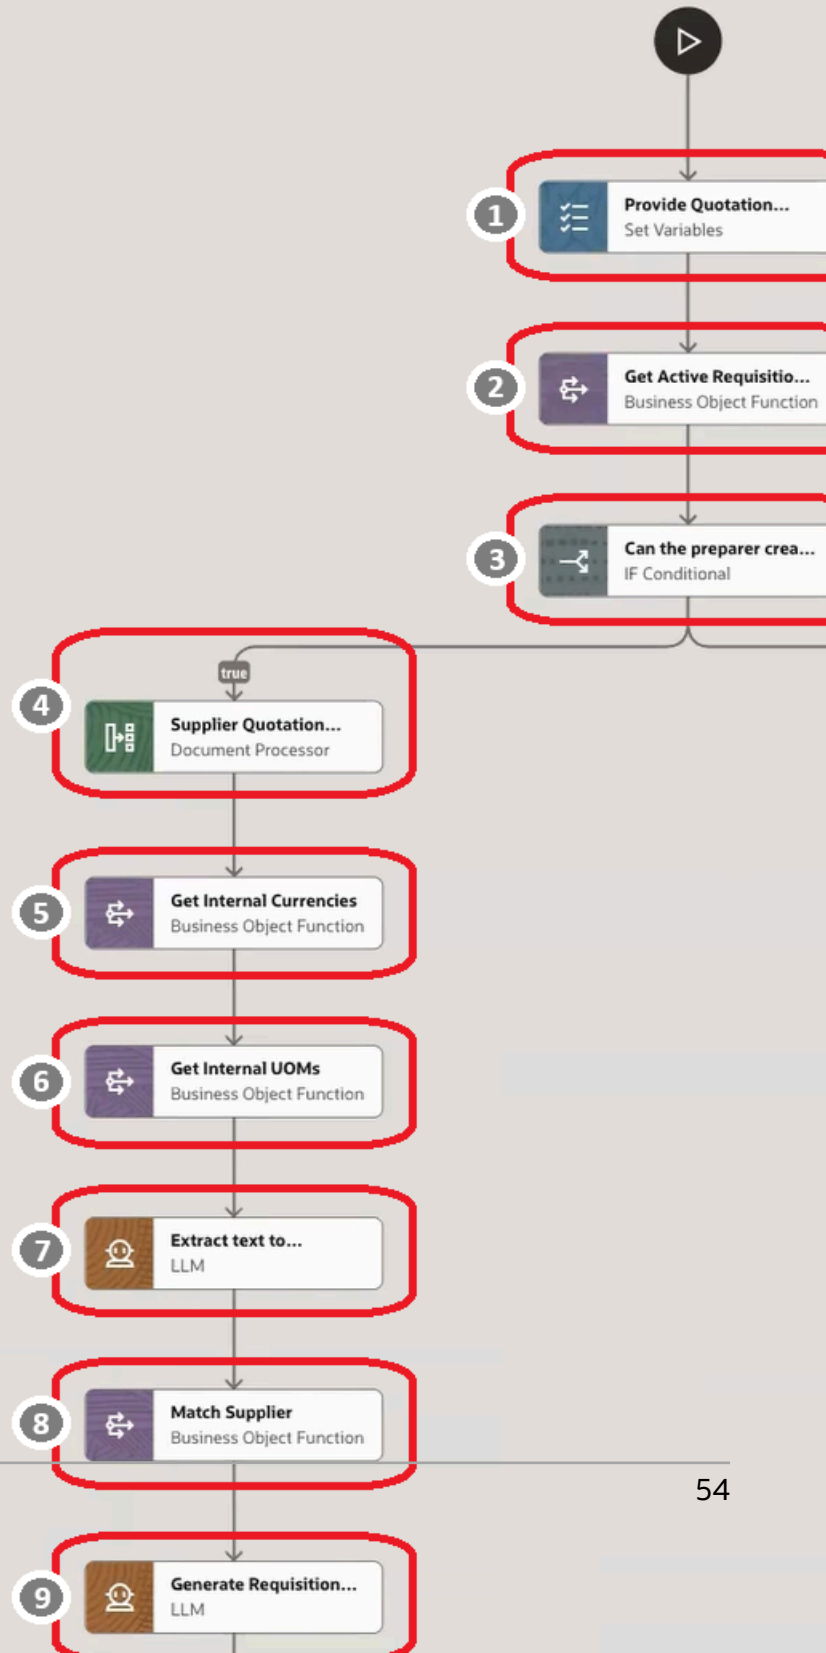 1
Provide Quotation...
Set Variables
2
Get Active Requisitio...
Business Object Function
3
Can the preparer crea...
IF Conditional
true
4
Supplier Quotation...
Document Processor
5
Get Internal Currencies
Business Object Function
6
Get Internal UOMs
Business Object Function
7
Extract text to...
LLM
8
Match Supplier
Business Object Function
54
9
Generate Requisition...
LLM